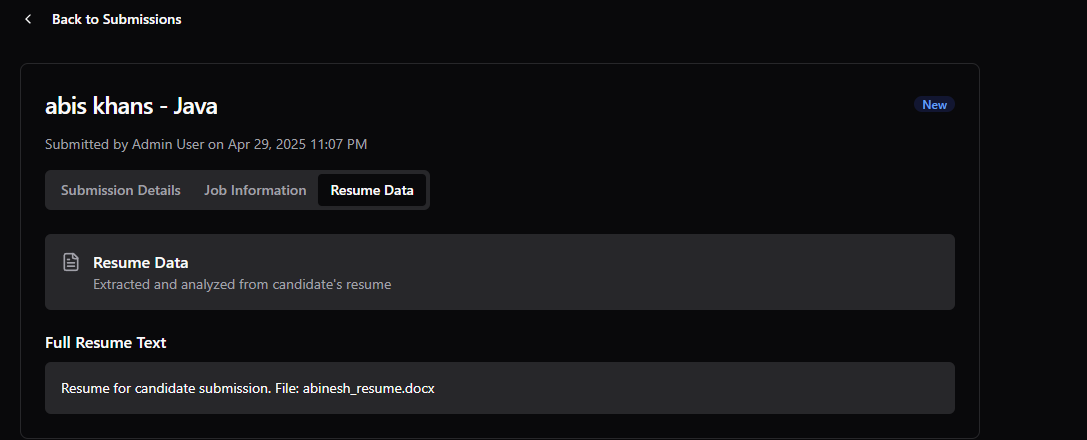 Back to Submissions
abis khans - Java
New
Submitted by Admin User on Apr 29, 2025 11:07 PM
Submission Details Job Information Resume Data
Resume Data
Extracted and analyzed from candidate's resume
Full Resume Text
Resume for candidate submission. File: abinesh_resume.docx